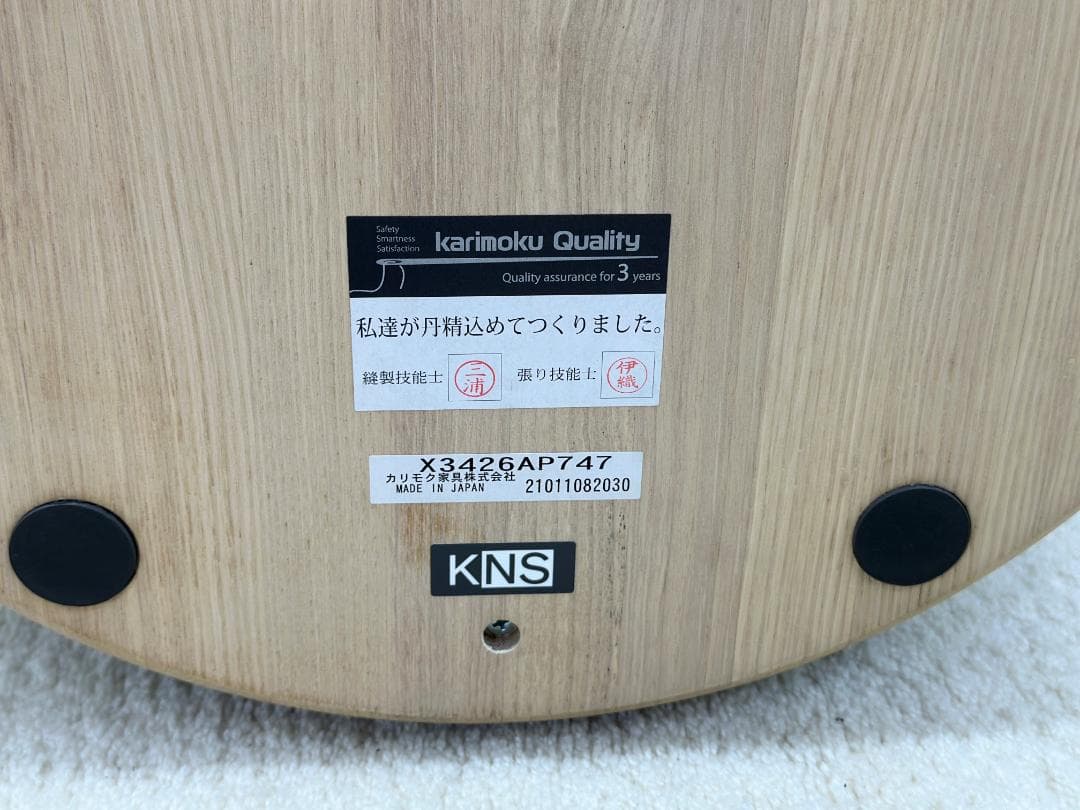 Safety
Smartness
Satisfaction
karimoku Quality
Quality assurance for 3 years
私達が丹精込めてつくりました。
縫製技能士 三浦 張り技能士 伊織
X3426AP747
カリモク家具株式会社
MADE IN JAPAN 21011082030
KNS